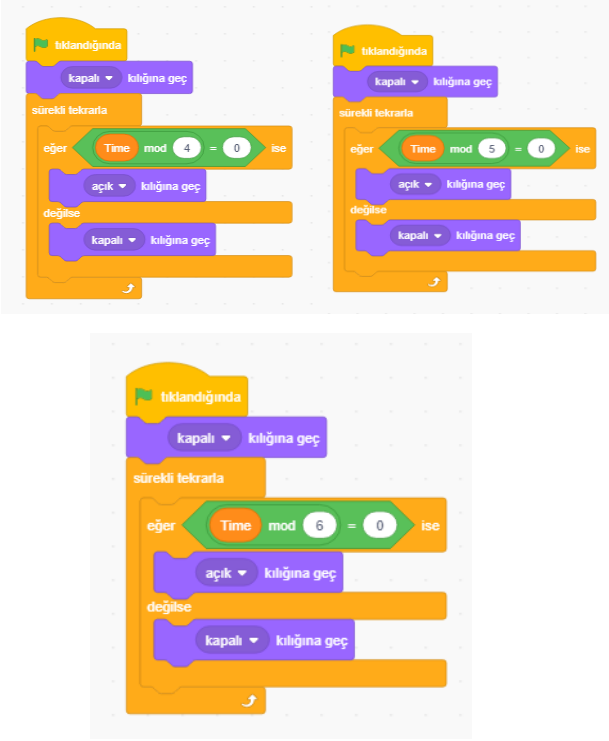 tıklandığında
kapalı kılığına geç
sürekli tekrarla
eğer Time mod 4 = 0 ise
açık kılığına geç
değilse
kapalı kılığına geç
tıklandığında
kapalı kılığına geç
sürekli tekrarla
eğer Time mod 5 = 0 ise
açık kılığına geç
değilse
kapalı kılığına geç
tıklandığında
kapalı kılığına geç
sürekli tekrarla
eğer Time mod 6 = 0 ise
açık kılığına geç
değilse
kapalı kılığına geç